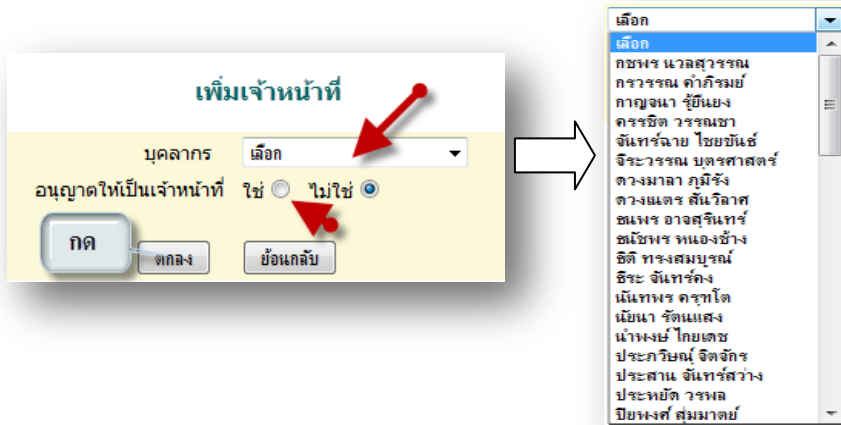 เพิ่มเจ้าหน้าที่
บุคลากร เลือก
อนุญาตให้เป็นเจ้าหน้าที่ ใช่ ไม่ใช่
กด
ตกลง ย้อนกลับ
เลือก
เลือก
กชพร นวลสุวรรณ
กรวรรณ คำภิรมย์
กาญจนา รู้ยืนยง
ครรชิต วรรณชา
จันทร์ฉาย ไชยขันธ์
จีระวรรณ บุตรศาสตร์
ดวงมาลา ภูมิรัง
ดวงเนตร สันวิลาศ
ธนพร อาจสุรินทร์
ธนัชพร หนองช้าง
ธิติ ทรงสมบูรณ์
ธีระ จันทร์คง
นันทพร ครุฑโต
นัยนา รัตนแสง
นำพงษ์ ไกยเดช
ประภวิษณุ์ จิตจักร
ประสาน จันทร์สว่าง
ประหยัด วรพล
ปิยพงศ์ สุ่มมาตย์